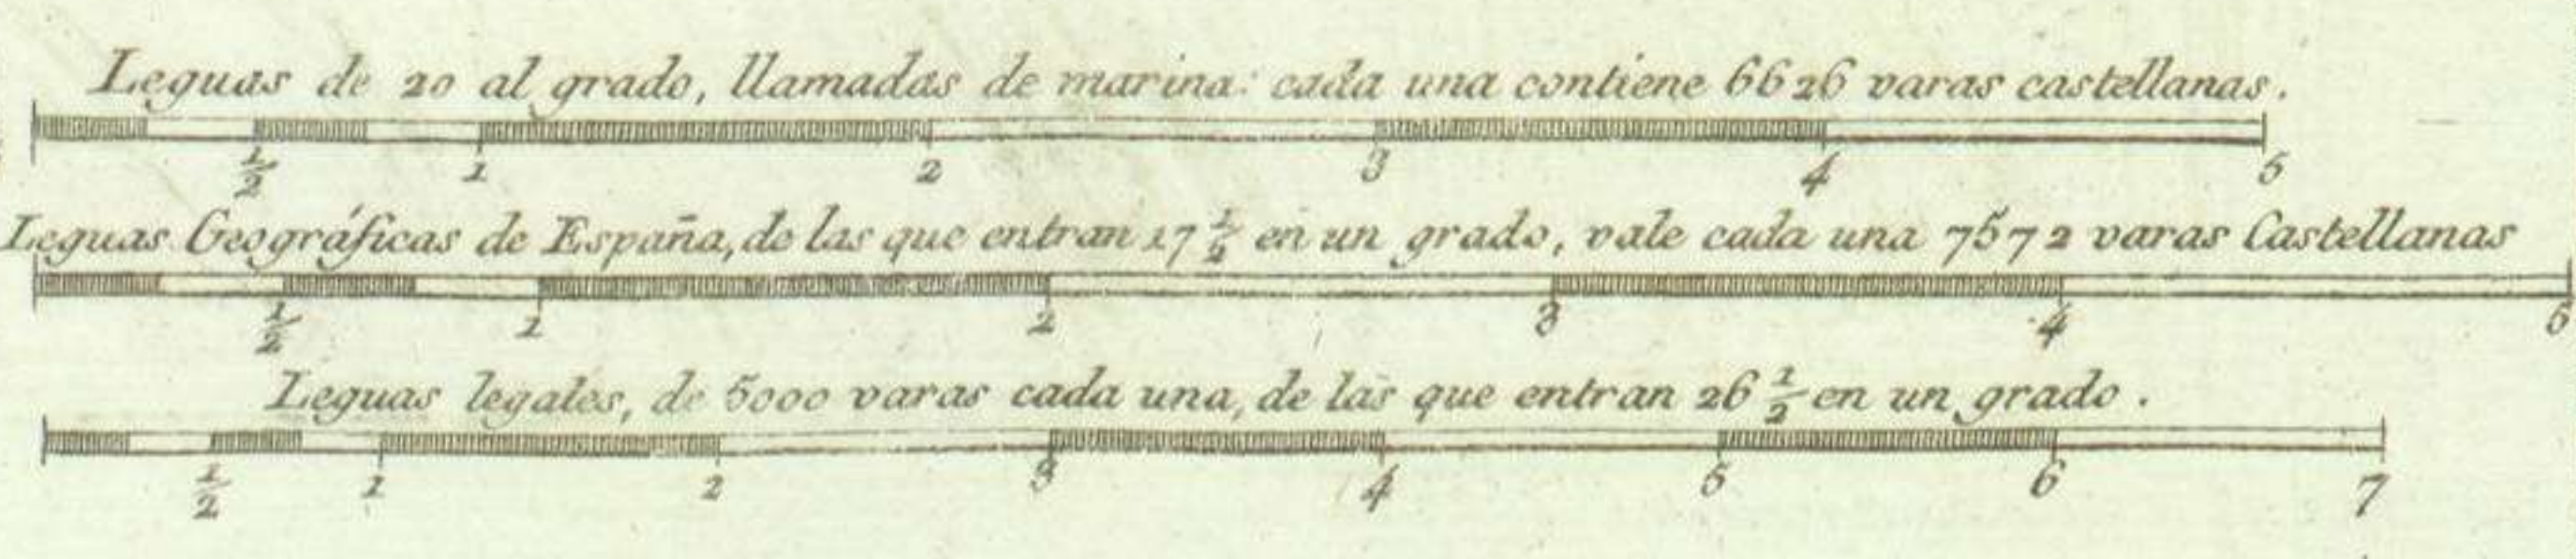 Leguas de 20 al grado, llamadas de marina: cada una contiene 6626 varas castellanas.
1/2 1 2 3 4 5
Leguas Geográficas de España, de las que entran 17 1/2 en un grado, vale cada una 7572 varas Castellanas
1/2 1 2 3 4 5
Leguas legales, de 5000 varas cada una, de las que entran 26 1/2 en un grado.
1/2 1 2 3 4 5 6 7